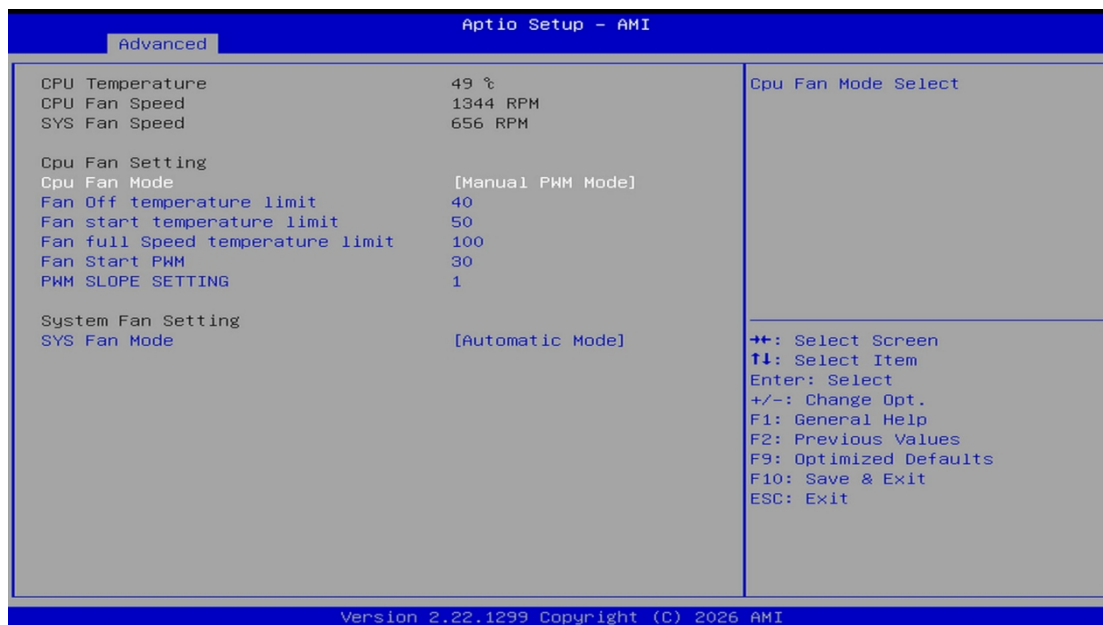 Aptio Setup – AMI
Advanced
CPU Temperature 49 ℃
CPU Fan Speed 1344 RPM
SYS Fan Speed 656 RPM
Cpu Fan Setting
Cpu Fan Mode [Manual PWM Mode]
Fan Off temperature limit 40
Fan start temperature limit 50
Fan full Speed temperature limit 100
Fan Start PWM 30
PWM SLOPE SETTING 1
System Fan Setting
SYS Fan Mode [Automatic Mode]
Cpu Fan Mode Select
→←: Select Screen
↑↓: Select Item
Enter: Select
+/-: Change Opt.
F1: General Help
F2: Previous Values
F9: Optimized Defaults
F10: Save & Exit
ESC: Exit
Version 2.22.1299 Copyright (C) 2026 AMI